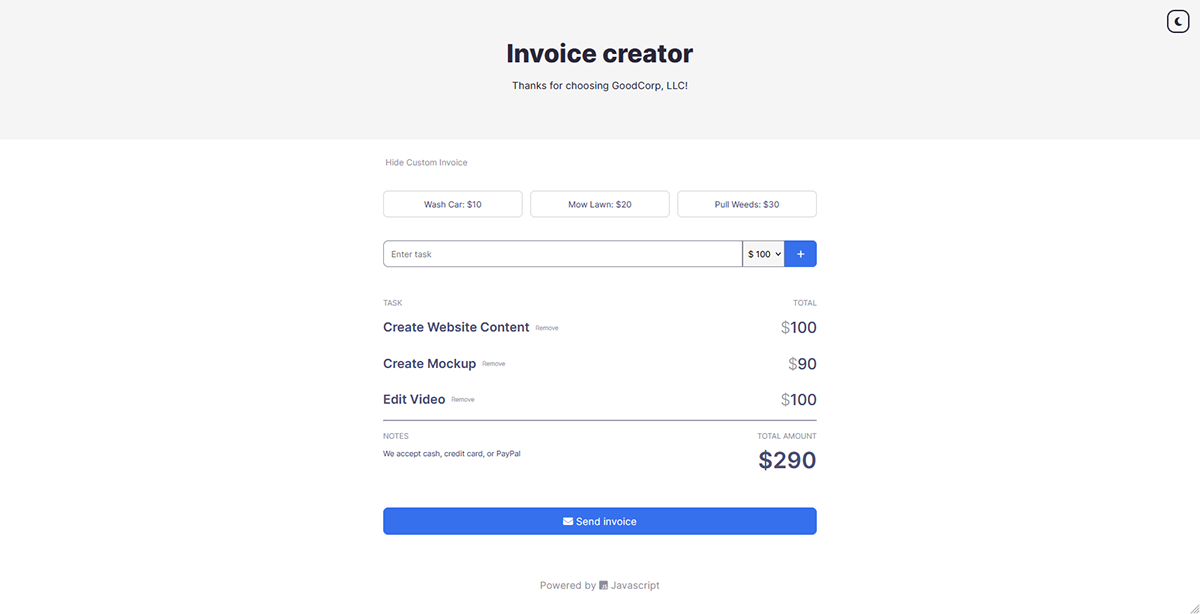 Invoice creator
Thanks for choosing GoodCorp, LLC!
Hide Custom Invoice
Wash Car: $10 Mow Lawn: $20 Pull Weeds: $30
Enter task $ 100 +
TASK TOTAL
Create Website Content Remove $100
Create Mockup Remove $90
Edit Video Remove $100
NOTES TOTAL AMOUNT
We accept cash, credit card, or PayPal $290
Send invoice
Powered by JS Javascript